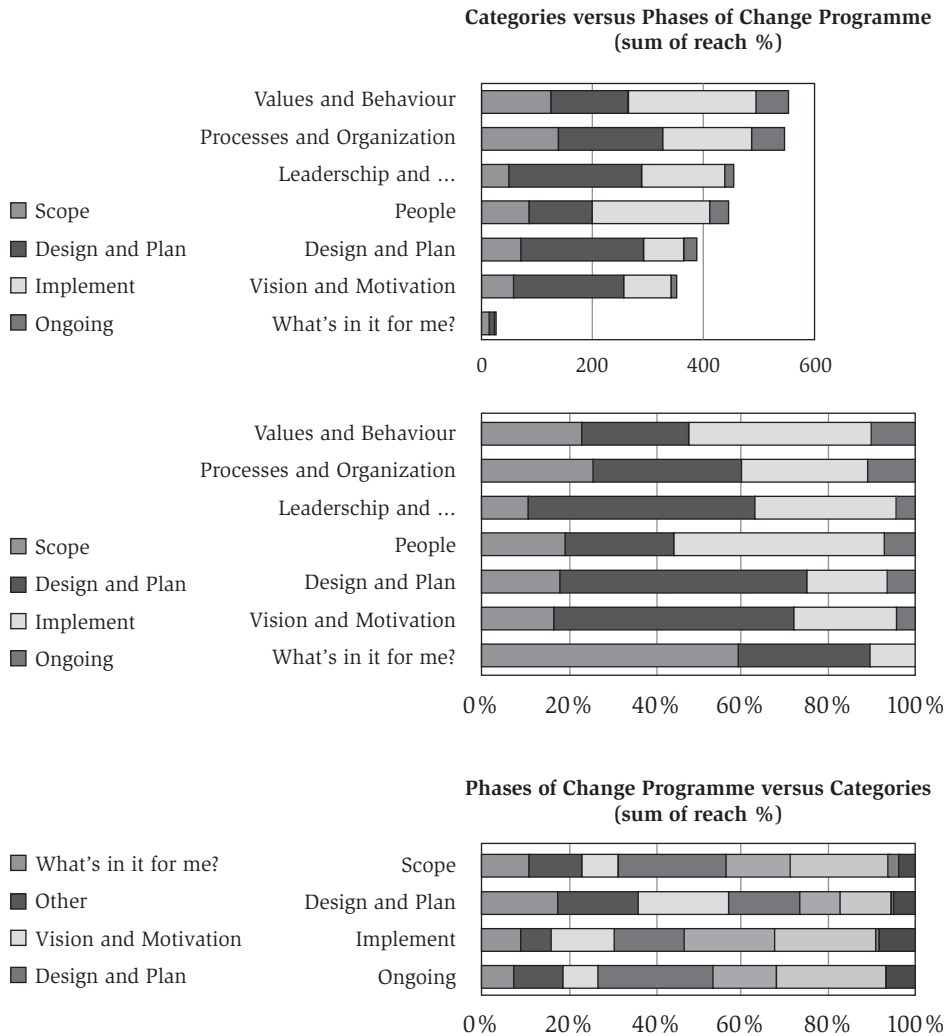 Categories versus Phases of Change Programme
(sum of reach %)
Values and Behaviour
Processes and Organization
Leaderschip and ...
Scope People
Design and Plan Design and Plan
Implement Vision and Motivation
Ongoing What's in it for me?
0 200 400 600
Values and Behaviour
Processes and Organization
Leaderschip and ...
Scope People
Design and Plan Design and Plan
Implement Vision and Motivation
Ongoing What's in it for me?
0% 20% 40% 60% 80% 100%
Phases of Change Programme versus Categories
(sum of reach %)
What's in it for me? Scope
Other Design and Plan
Vision and Motivation Implement
Design and Plan Ongoing
0% 20% 40% 60% 80% 100%